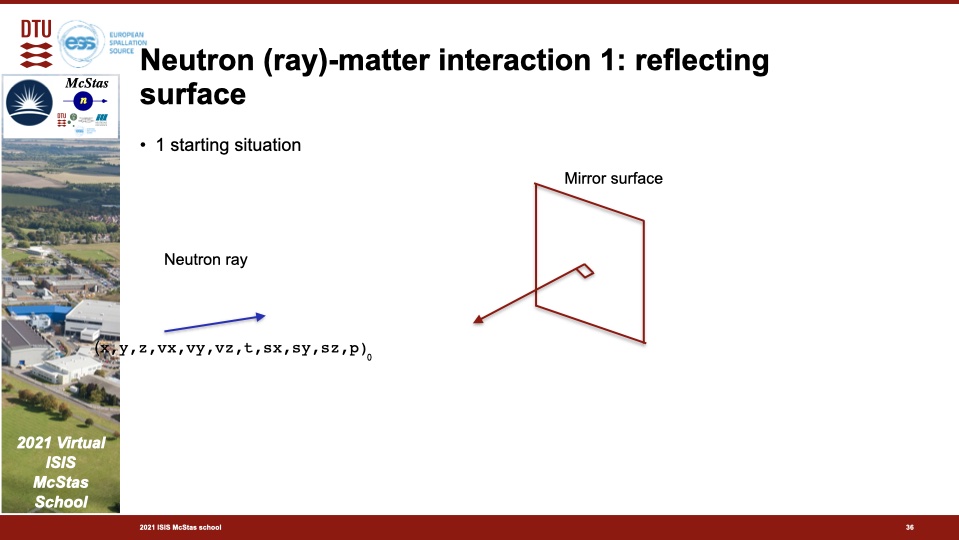 DTU
ess
EUROPEAN
SPALLATION
SOURCE
Neutron (ray)-matter interaction 1: reflecting
surface
McStas
n
DTU
• 1 starting situation
Mirror surface
Neutron ray
(x,y,z,vx,vy,vz,t,sx,sy,sz,p)0
2021 Virtual
ISIS
McStas
School
2021 ISIS McStas school
36